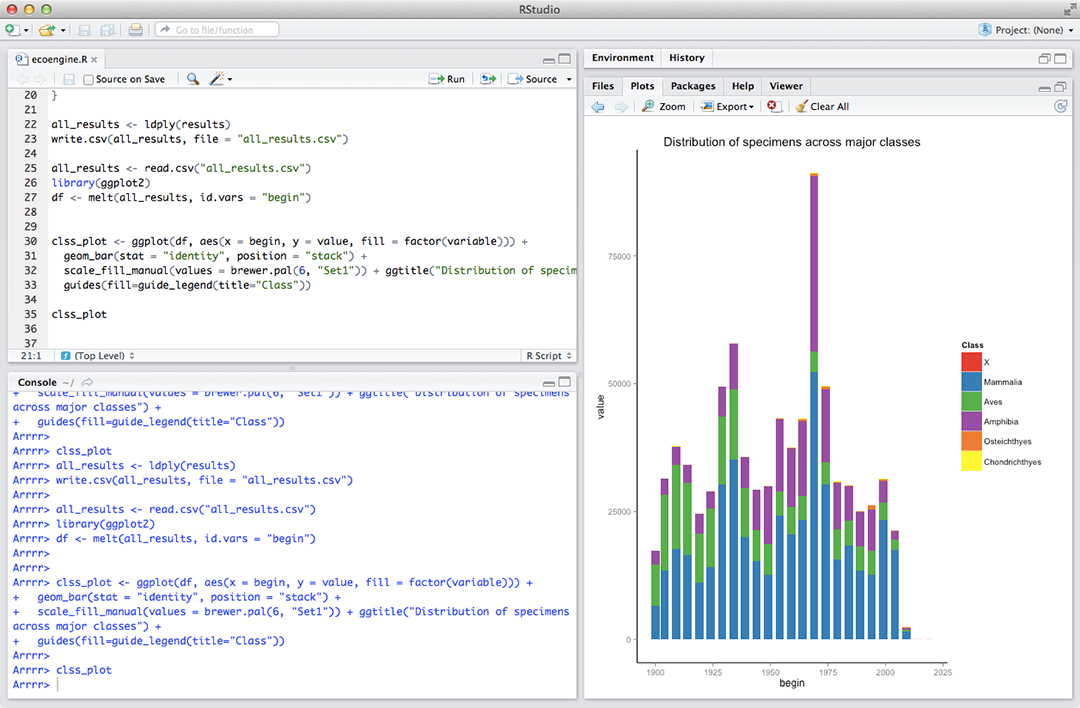 RStudio
Go to file/function
Project: (None)
ecoengine.R
Source on Save
Run
Source
20 }
21
22 all_results <- ldply(results)
23 write.csv(all_results, file = "all_results.csv")
24
25 all_results <- read.csv("all_results.csv")
26 library(ggplot2)
27 df <- melt(all_results, id.vars = "begin")
28
29
30 clss_plot <- ggplot(df, aes(x = begin, y = value, fill = factor(variable))) +
31 geom_bar(stat = "identity", position = "stack") +
32 scale_fill_manual(values = brewer.pal(6, "Set1")) + ggtitle("Distribution of specim
33 guides(fill=guide_legend(title="Class"))
34
35 clss_plot
36
37
21:1 (Top Level) R Script
Console ~/
+ scale_fill_manual(values = brewer.pal(6, "Set1")) + ggtitle("Distribution of specimens
across major classes") +
+ guides(fill=guide_legend(title="Class"))
Arrrr>
Arrrr> clss_plot
Arrrr> all_results <- ldply(results)
Arrrr> write.csv(all_results, file = "all_results.csv")
Arrrr>
Arrrr> all_results <- read.csv("all_results.csv")
Arrrr> library(ggplot2)
Arrrr> df <- melt(all_results, id.vars = "begin")
Arrrr>
Arrrr>
Arrrr> clss_plot <- ggplot(df, aes(x = begin, y = value, fill = factor(variable))) +
+ geom_bar(stat = "identity", position = "stack") +
+ scale_fill_manual(values = brewer.pal(6, "Set1")) + ggtitle("Distribution of specimens
across major classes") +
+ guides(fill=guide_legend(title="Class"))
Arrrr>
Arrrr> clss_plot
Arrrr>
Environment History
Files Plots Packages Help Viewer
Zoom Export Clear All
Distribution of specimens across major classes
75000
50000
25000
0
value
1900 1925 1950 1975 2000 2025
begin
Class
X
Mammalia
Aves
Amphibia
Osteichthyes
Chondrichthyes